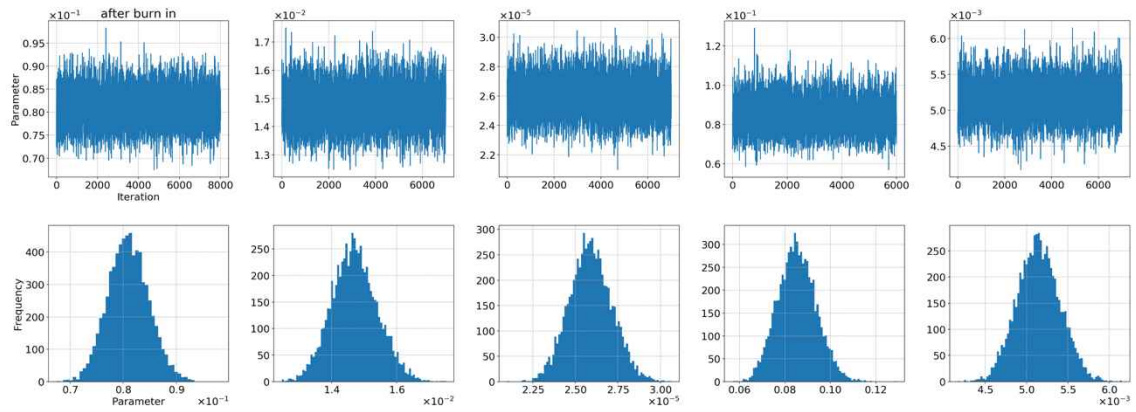 ×10⁻¹ after burn in ×10⁻² ×10⁻⁵ ×10⁻¹ ×10⁻³
0.95 0.90 0.85 0.80 0.75 0.70
1.7 1.6 1.5 1.4 1.3
3.0 2.8 2.6 2.4 2.2
1.2 1.0 0.8 0.6
6.0 5.5 5.0 4.5
Parameter
0 2000 4000 6000 8000
0 2000 4000 6000
0 2000 4000 6000
0 2000 4000 6000
0 2000 4000 6000
Iteration
400 300 200 100 0
250 200 150 100 50 0
300 250 200 150 100 50 0
300 250 200 150 100 50 0
250 200 150 100 50 0
Frequency
0.7 0.8 0.9
1.4 1.6
2.25 2.50 2.75 3.00
0.06 0.08 0.10 0.12
4.5 5.0 5.5 6.0
Parameter ×10⁻¹ ×10⁻² ×10⁻⁵ ×10⁻³